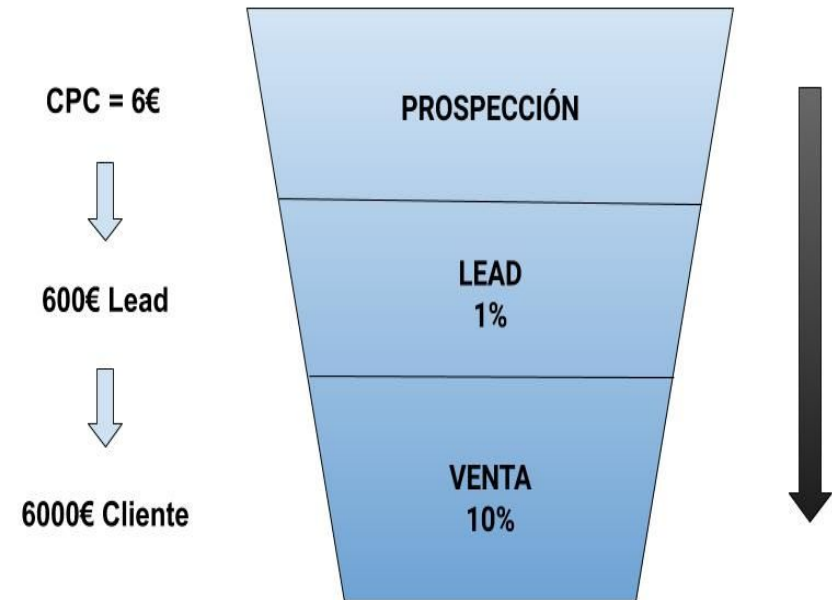 CPC = 6€
PROSPECCIÓN
600€ Lead
LEAD
1%
6000€ Cliente
VENTA
10%